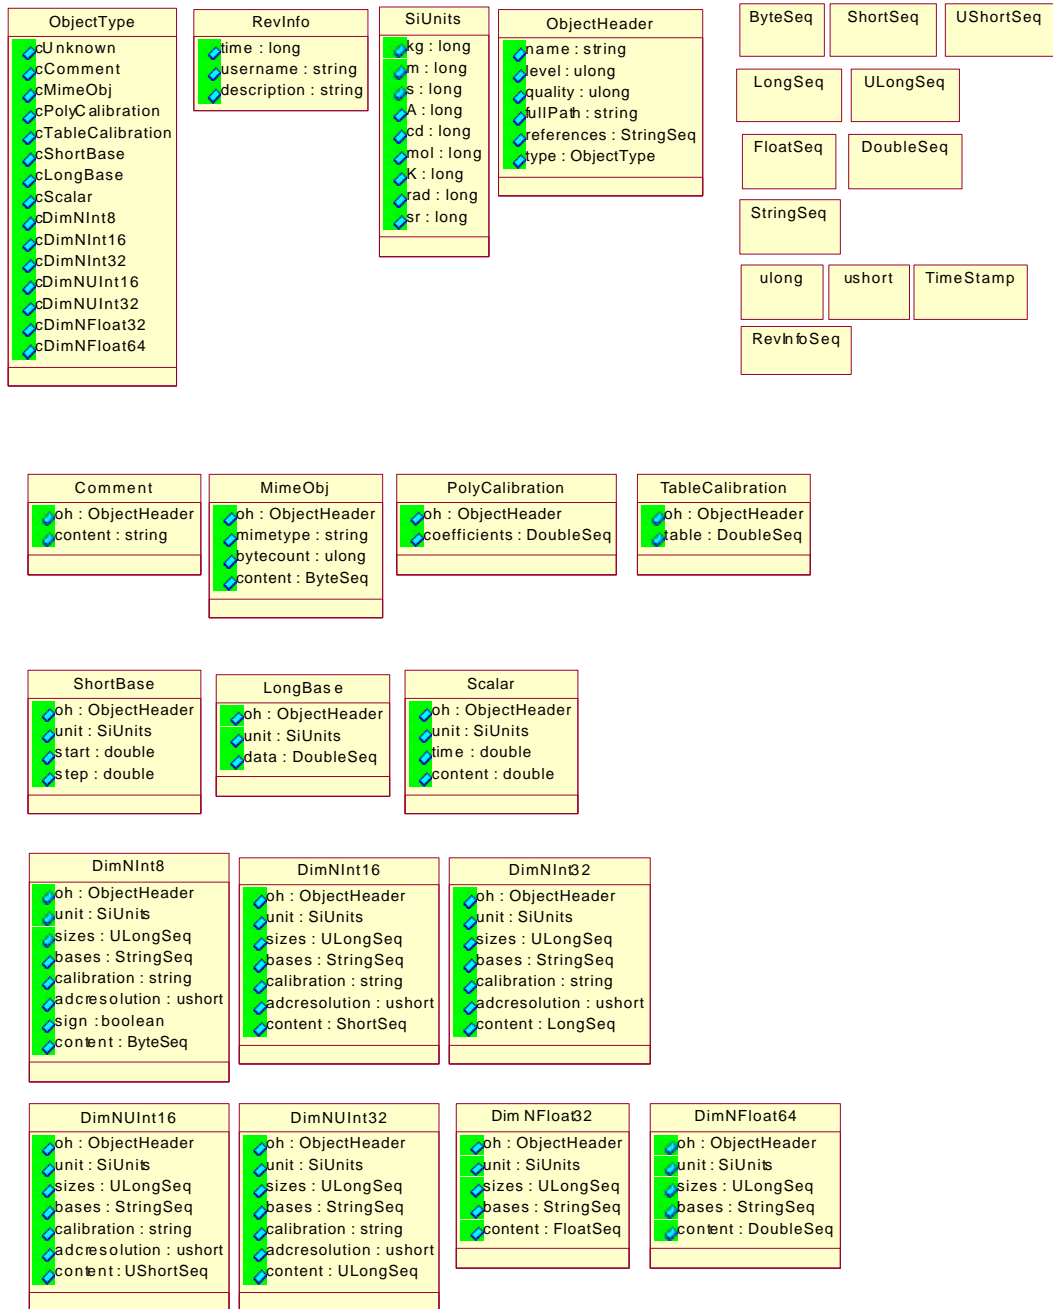 ObjectType
cUnknown
cComment
cMimeObj
cPolyCalibration
cTableCalibration
cShortBase
cLongBase
cScalar
cDimNInt8
cDimNInt16
cDimNInt32
cDimNUInt16
cDimNUInt32
cDimNFloat32
cDimNFloat64
RevInfo
time : long
username : string
description : string
SiUnits
kg : long
m : long
s : long
A : long
cd : long
mol : long
K : long
rad : long
sr : long
ObjectHeader
name : string
level : ulong
quality : ulong
fullPath : string
references : StringSeq
type : ObjectType
ByteSeq
ShortSeq
UShortSeq
LongSeq
ULongSeq
FloatSeq
DoubleSeq
StringSeq
ulong
ushort
TimeStamp
RevInfoSeq
Comment
oh : ObjectHeader
content : string
MimeObj
oh : ObjectHeader
mimetype : string
bytecount : ulong
content : ByteSeq
PolyCalibration
oh : ObjectHeader
coefficients : DoubleSeq
TableCalibration
oh : ObjectHeader
table : DoubleSeq
ShortBase
oh : ObjectHeader
unit : SiUnits
start : double
step : double
LongBase
oh : ObjectHeader
unit : SiUnits
data : DoubleSeq
Scalar
oh : ObjectHeader
unit : SiUnits
time : double
content : double
DimNInt8
oh : ObjectHeader
unit : SiUnits
sizes : ULongSeq
bases : StringSeq
calibration : string
adcresolution : ushort
sign : boolean
content : ByteSeq
DimNInt16
oh : ObjectHeader
unit : SiUnits
sizes : ULongSeq
bases : StringSeq
calibration : string
adcresolution : ushort
content : ShortSeq
DimNInt32
oh : ObjectHeader
unit : SiUnits
sizes : ULongSeq
bases : StringSeq
calibration : string
adcresolution : ushort
content : LongSeq
DimNUInt16
oh : ObjectHeader
unit : SiUnits
sizes : ULongSeq
bases : StringSeq
calibration : string
adcresolution : ushort
content : UShortSeq
DimNUInt32
oh : ObjectHeader
unit : SiUnits
sizes : ULongSeq
bases : StringSeq
calibration : string
adcresolution : ushort
content : ULongSeq
DimNFloat32
oh : ObjectHeader
unit : SiUnits
sizes : ULongSeq
bases : StringSeq
content : FloatSeq
DimNFloat64
oh : ObjectHeader
unit : SiUnits
sizes : ULongSeq
bases : StringSeq
content : DoubleSeq